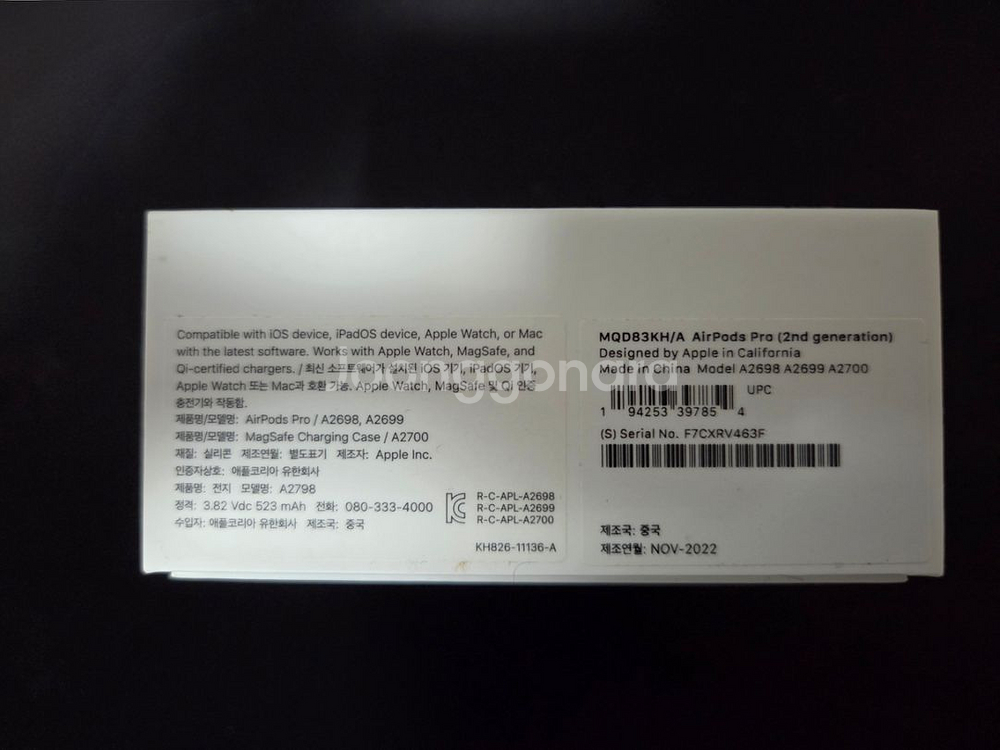 Compatible with iOS device, iPadOS device, Apple Watch, or Mac
with the latest software. Works with Apple Watch, MagSafe, and
Qi-certified chargers. / 최신 소프트웨어가 설치된 iOS 기기, iPadOS 기기,
Apple Watch 또는 Mac과 호환 가능. Apple Watch, MagSafe 및 Qi 인증
충전기와 작동함.
제품명/모델명: AirPods Pro / A2698, A2699
제품명/모델명: MagSafe Charging Case / A2700
재질: 실리콘 제조연월: 별도표기 제조자: Apple Inc.
인증자상호: 애플코리아 유한회사
제품명: 전지 모델명: A2798
정격: 3.82 Vdc 523 mAh 전화: 080-333-4000
수입자: 애플코리아 유한회사 제조국: 중국
R-C-APL-A2698
R-C-APL-A2699
R-C-APL-A2700
KH826-11136-A
MQD83KH/A AirPods Pro (2nd generation)
Designed by Apple in California
Made in China Model A2698 A2699 A2700
UPC
1 94253 39785 4
(S) Serial No. F7CXRV463F
제조국: 중국
제조연월: NOV-2022
joonggonara